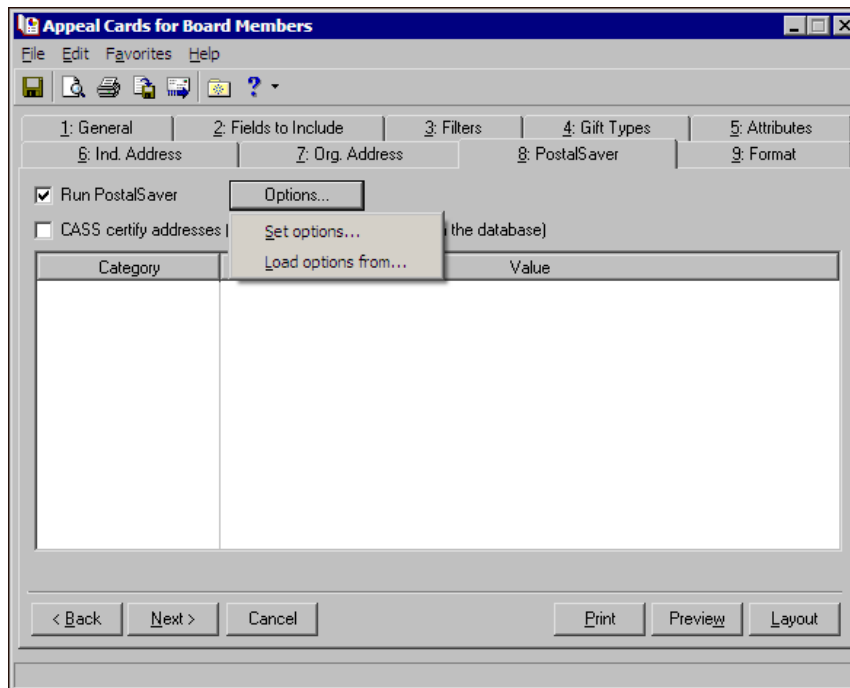 Appeal Cards for Board Members
File Edit Favorites Help
1: General 2: Fields to Include 3: Filters 4: Gift Types 5: Attributes
6: Ind. Address 7: Org. Address 8: PostalSaver 9: Format
Run PostalSaver Options...
CASS certify addresses the database)
Set options...
Load options from...
Category Value
< Back Next > Cancel Print Preview Layout